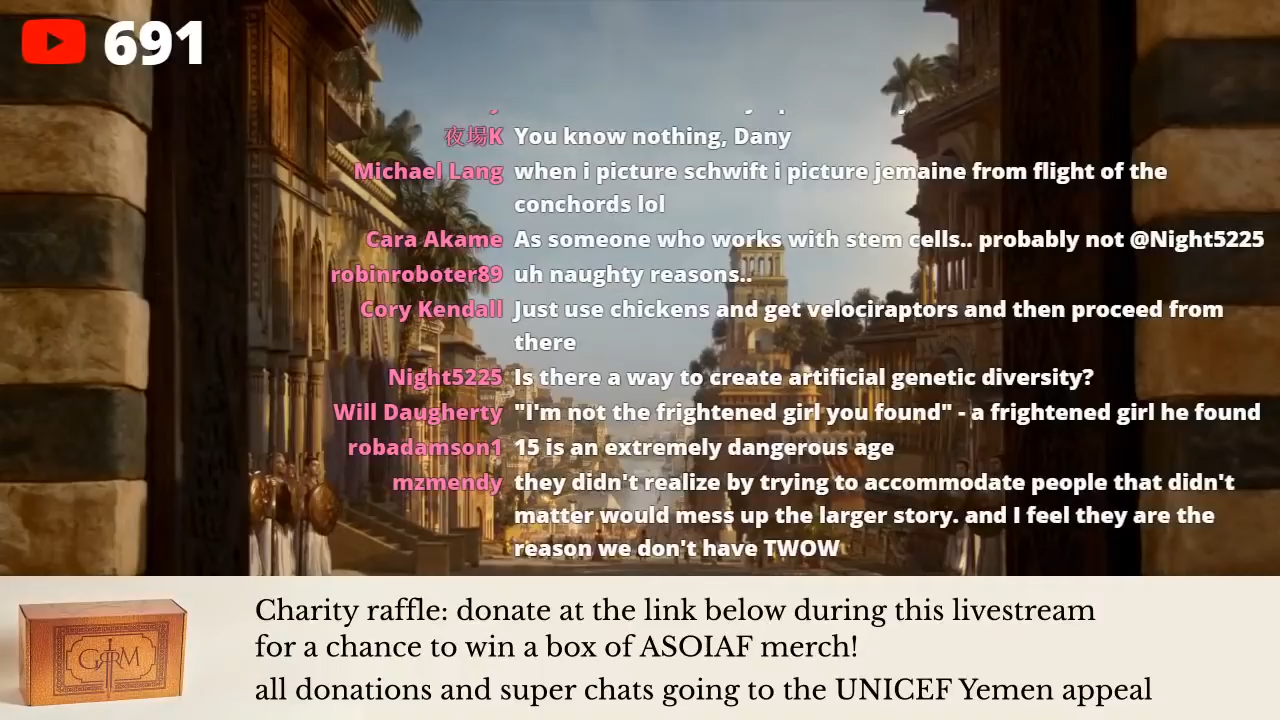 691
夜場K You know nothing, Dany
Michael Lang when i picture schwift i picture jemaine from flight of the
conchords lol
Cara Akame As someone who works with stem cells.. probably not @Night5225
robinroboter89 uh naughty reasons..
Cory Kendall Just use chickens and get velociraptors and then proceed from
there
Night5225 Is there a way to create artificial genetic diversity?
Will Daugherty "I'm not the frightened girl you found" - a frightened girl he found
robadamson1 15 is an extremely dangerous age
mzmendy they didn't realize by trying to accommodate people that didn't
matter would mess up the larger story. and I feel they are the
reason we don't have TWOW
GRRM
Charity raffle: donate at the link below during this livestream
for a chance to win a box of ASOIAF merch!
all donations and super chats going to the UNICEF Yemen appeal